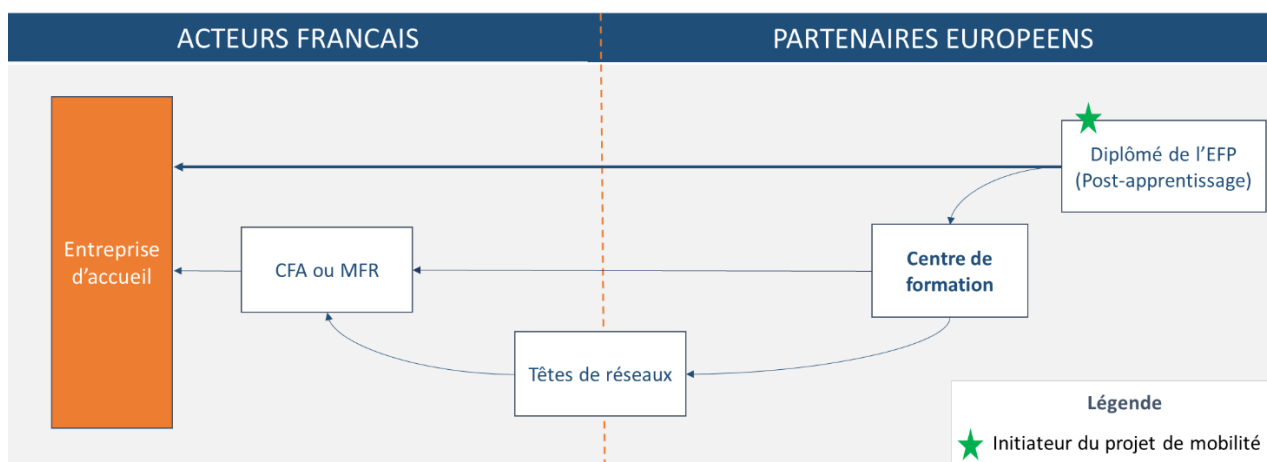 ACTEURS FRANCAIS
PARTENAIRES EUROPEENS
Diplômé de l’EFP
(Post-apprentissage)
Entreprise
d’accueil
CFA ou MFR
Centre de
formation
Têtes de réseaux
Légende
Initiateur du projet de mobilité